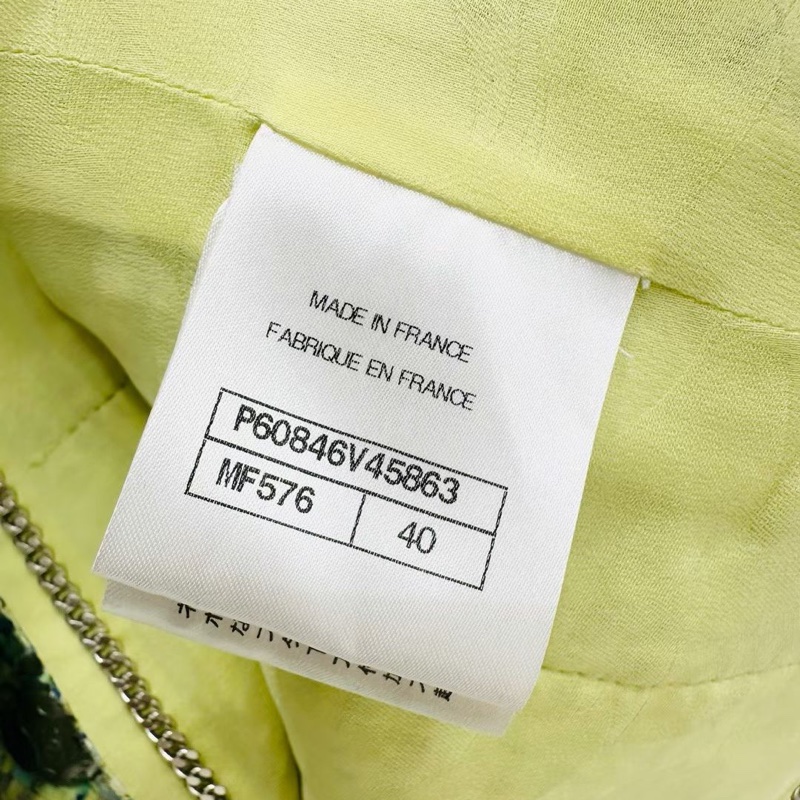 MADE IN FRANCE
FABRIQUE EN FRANCE
P60846V45863
MF576 40